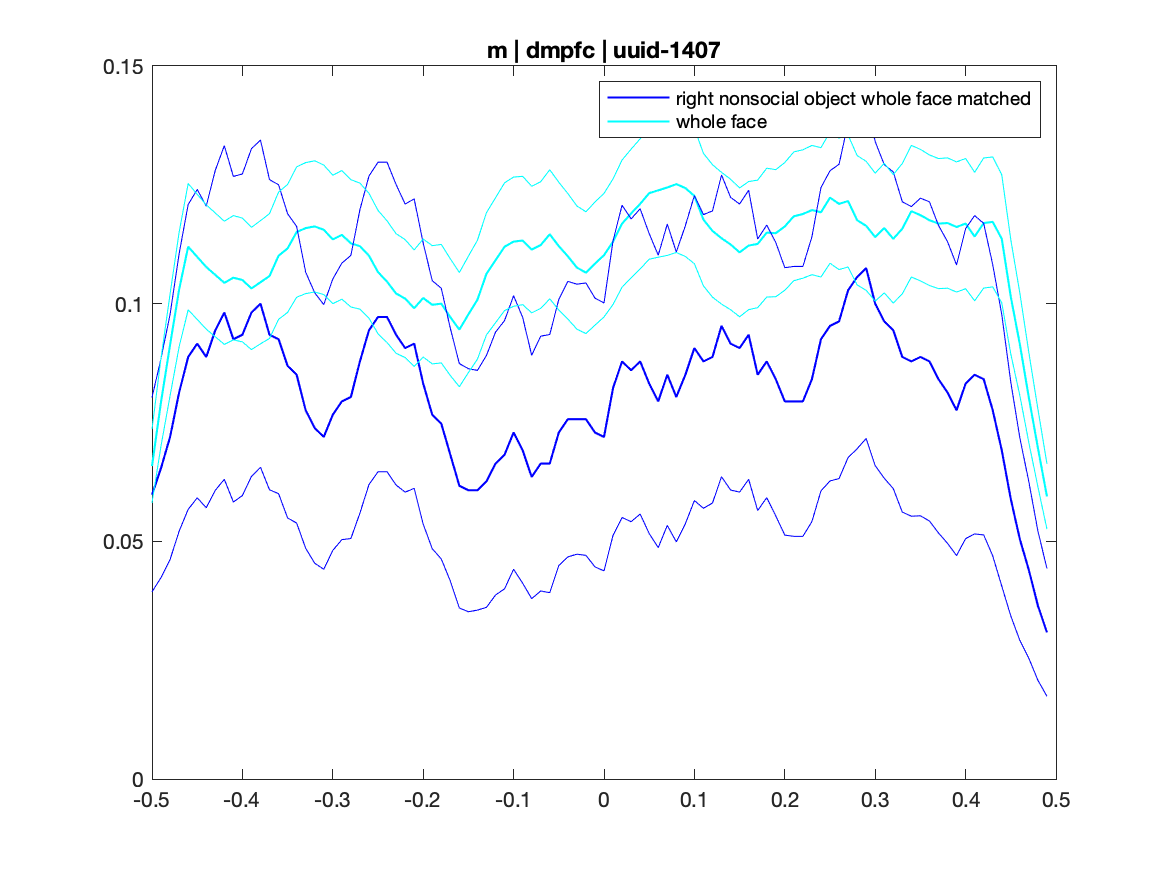 m | dmpfc | uuid-1407
0.15
right nonsocial object whole face matched
whole face
0.1
0.05
0
-0.5 -0.4 -0.3 -0.2 -0.1 0 0.1 0.2 0.3 0.4 0.5